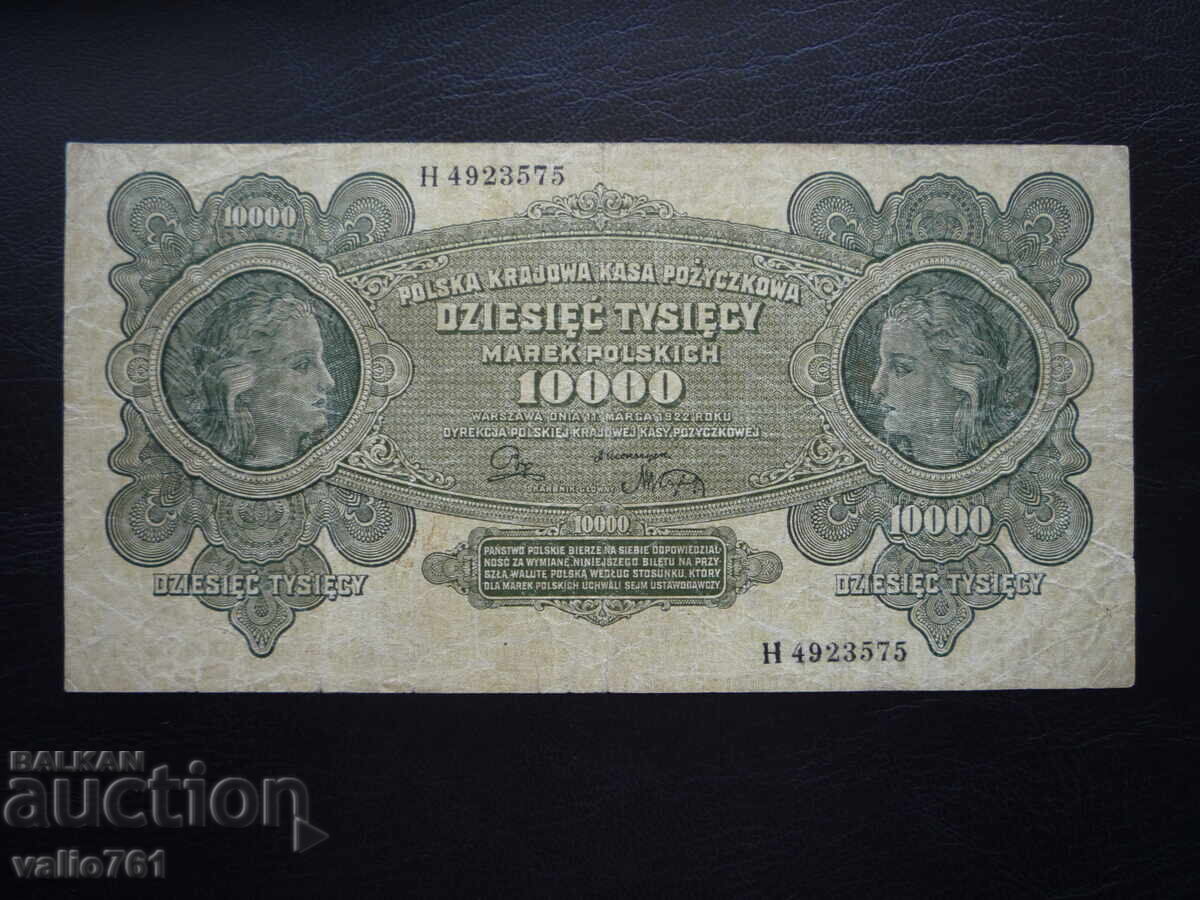 H 4923575
10000
POLSKA KRAJOWA KASA POŻYCZKOWA
DZIESIĘĆ TYSIĘCY
MAREK POLSKICH
10000
WARSZAWA, DNIA 11 MARCA 1922 ROKU
DYREKCJA POLSKIEJ KRAJOWEJ KASY POŻYCZKOWEJ
SKARBNIK GŁÓWNY
10000
10000
PAŃSTWO POLSKIE BIERZE NA SIEBIE ODPOWIEDZIAL
NOŚĆ ZA WYMIANĘ NINIEJSZEGO BILETU NA PRZY
SZŁĄ WALUTĘ POLSKĄ WEDŁUG STOSUNKU, KTÓRY
DLA MAREK POLSKICH UCHWALI SEJM USTAWODAWCZY
DZIESIĘĆ TYSIĘCY
DZIESIĘĆ TYSIĘCY
H 4923575
BALKAN
auction
valio761